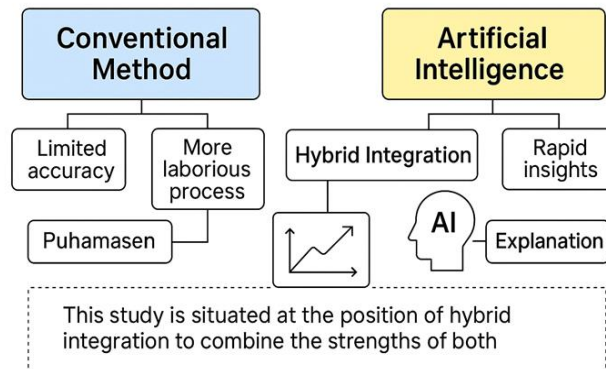 Conventional
Method
Artificial
Intelligence
Limited
accuracy
More
laborious
process
Hybrid Integration
Rapid
insights
Puhamasen
AI
Explanation
This study is situated at the position of hybrid
integration to combine the strengths of both